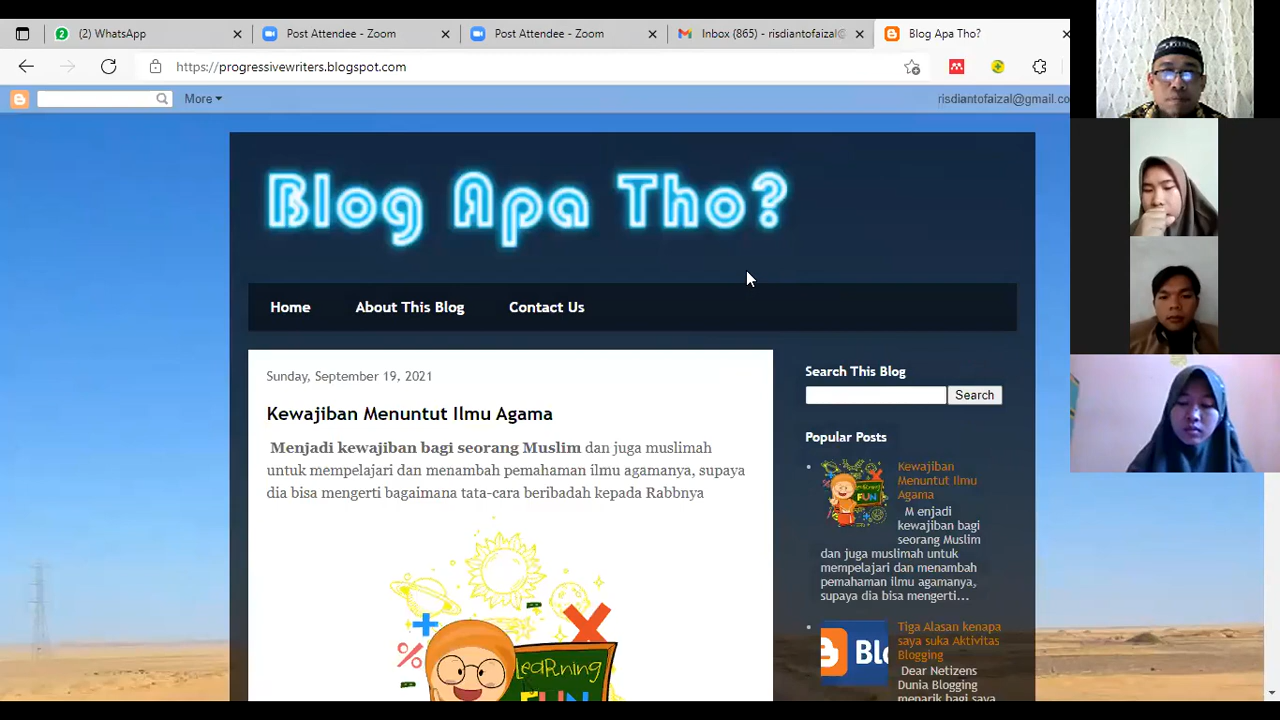 (2) WhatsApp
Post Attendee - Zoom
Post Attendee - Zoom
Inbox (865) - risdiantofaizal@
Blog Apa Tho?
https://progressivewriters.blogspot.com
More
risdiantofaizal@gmail.co
Blog Apa Tho?
Home
About This Blog
Contact Us
Sunday, September 19, 2021
Kewajiban Menuntut Ilmu Agama
Menjadi kewajiban bagi seorang Muslim dan juga muslimah
untuk mempelajari dan menambah pemahaman ilmu agamanya, supaya
dia bisa mengerti bagaimana tata-cara beribadah kepada Rabbnya
leaRning
FUN
Search This Blog
Search
Popular Posts
Kewajiban
Menuntut Ilmu
Agama
M enjadi
kewajiban bagi
seorang Muslim
dan juga muslimah untuk
mempelajari dan menambah
pemahaman ilmu agamanya,
supaya dia bisa mengerti...
Tiga Alasan kenapa
saya suka Aktivitas
Blogging
Dear Netizens
Dunia Blogging
menarik bagi saya